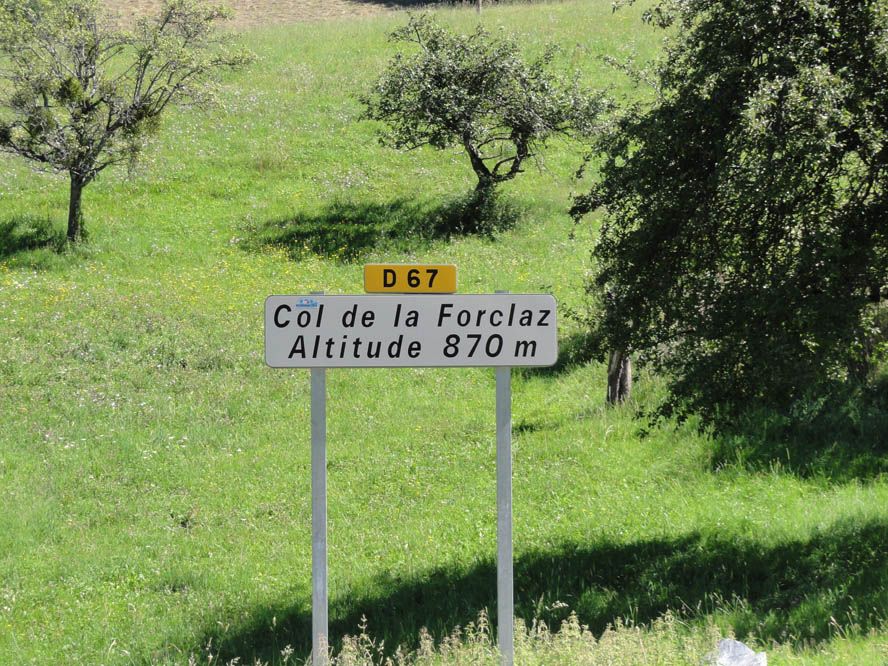 D 67
Col de la Forclaz
Altitude 870 m